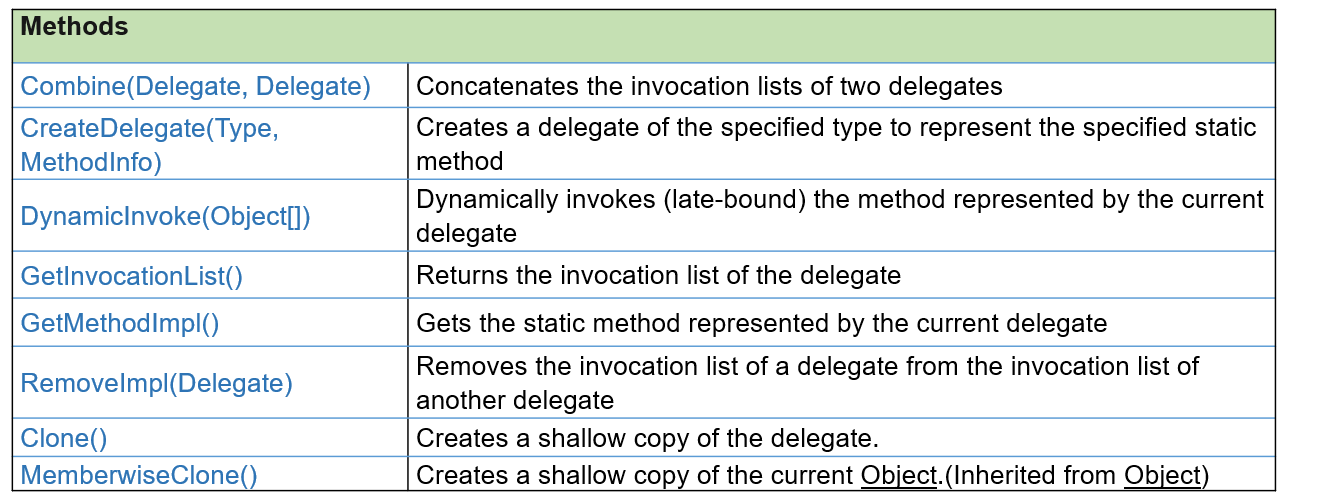 Methods
Combine(Delegate, Delegate)
Concatenates the invocation lists of two delegates
CreateDelegate(Type,
MethodInfo)
Creates a delegate of the specified type to represent the specified static
method
DynamicInvoke(Object[])
Dynamically invokes (late-bound) the method represented by the current
delegate
GetInvocationList()
Returns the invocation list of the delegate
GetMethodImpl()
Gets the static method represented by the current delegate
RemoveImpl(Delegate)
Removes the invocation list of a delegate from the invocation list of
another delegate
Clone()
Creates a shallow copy of the delegate.
MemberwiseClone()
Creates a shallow copy of the current Object.(Inherited from Object)